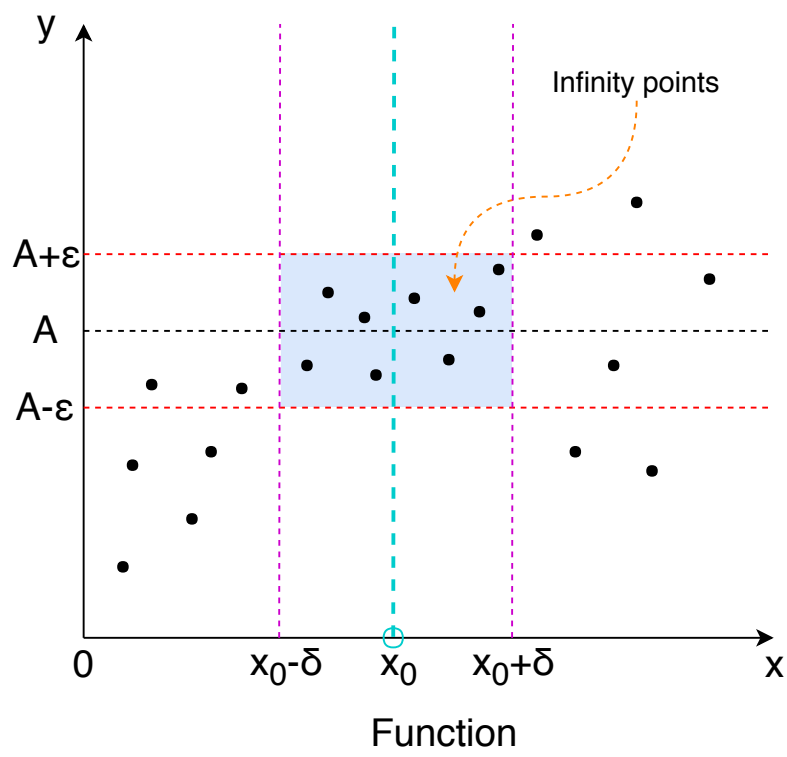 y
Infinity points
A+ε
A
A-ε
0
x₀-δ
x₀
x₀+δ
x
Function